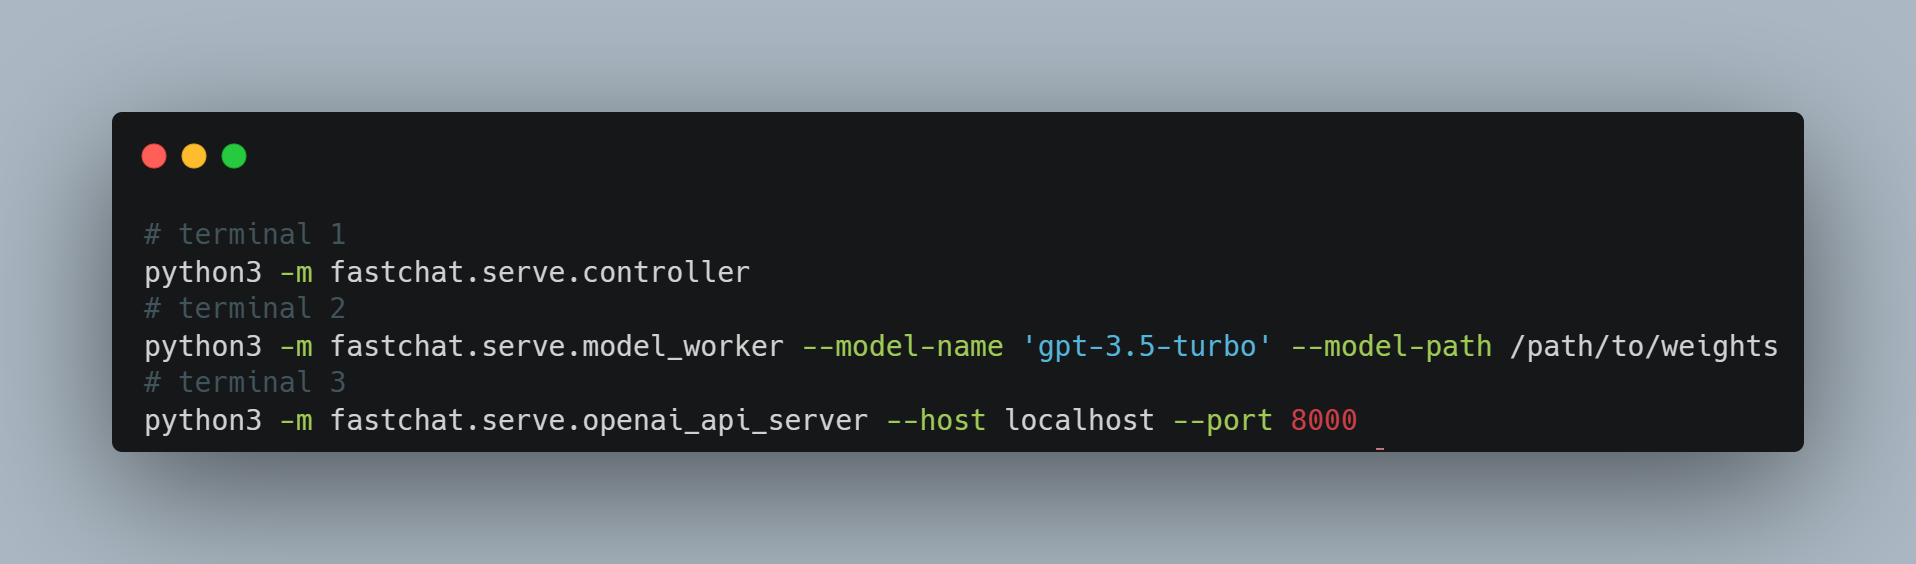 # terminal 1
python3 -m fastchat.serve.controller
# terminal 2
python3 -m fastchat.serve.model_worker --model-name 'gpt-3.5-turbo' --model-path /path/to/weights
# terminal 3
python3 -m fastchat.serve.openai_api_server --host localhost --port 8000